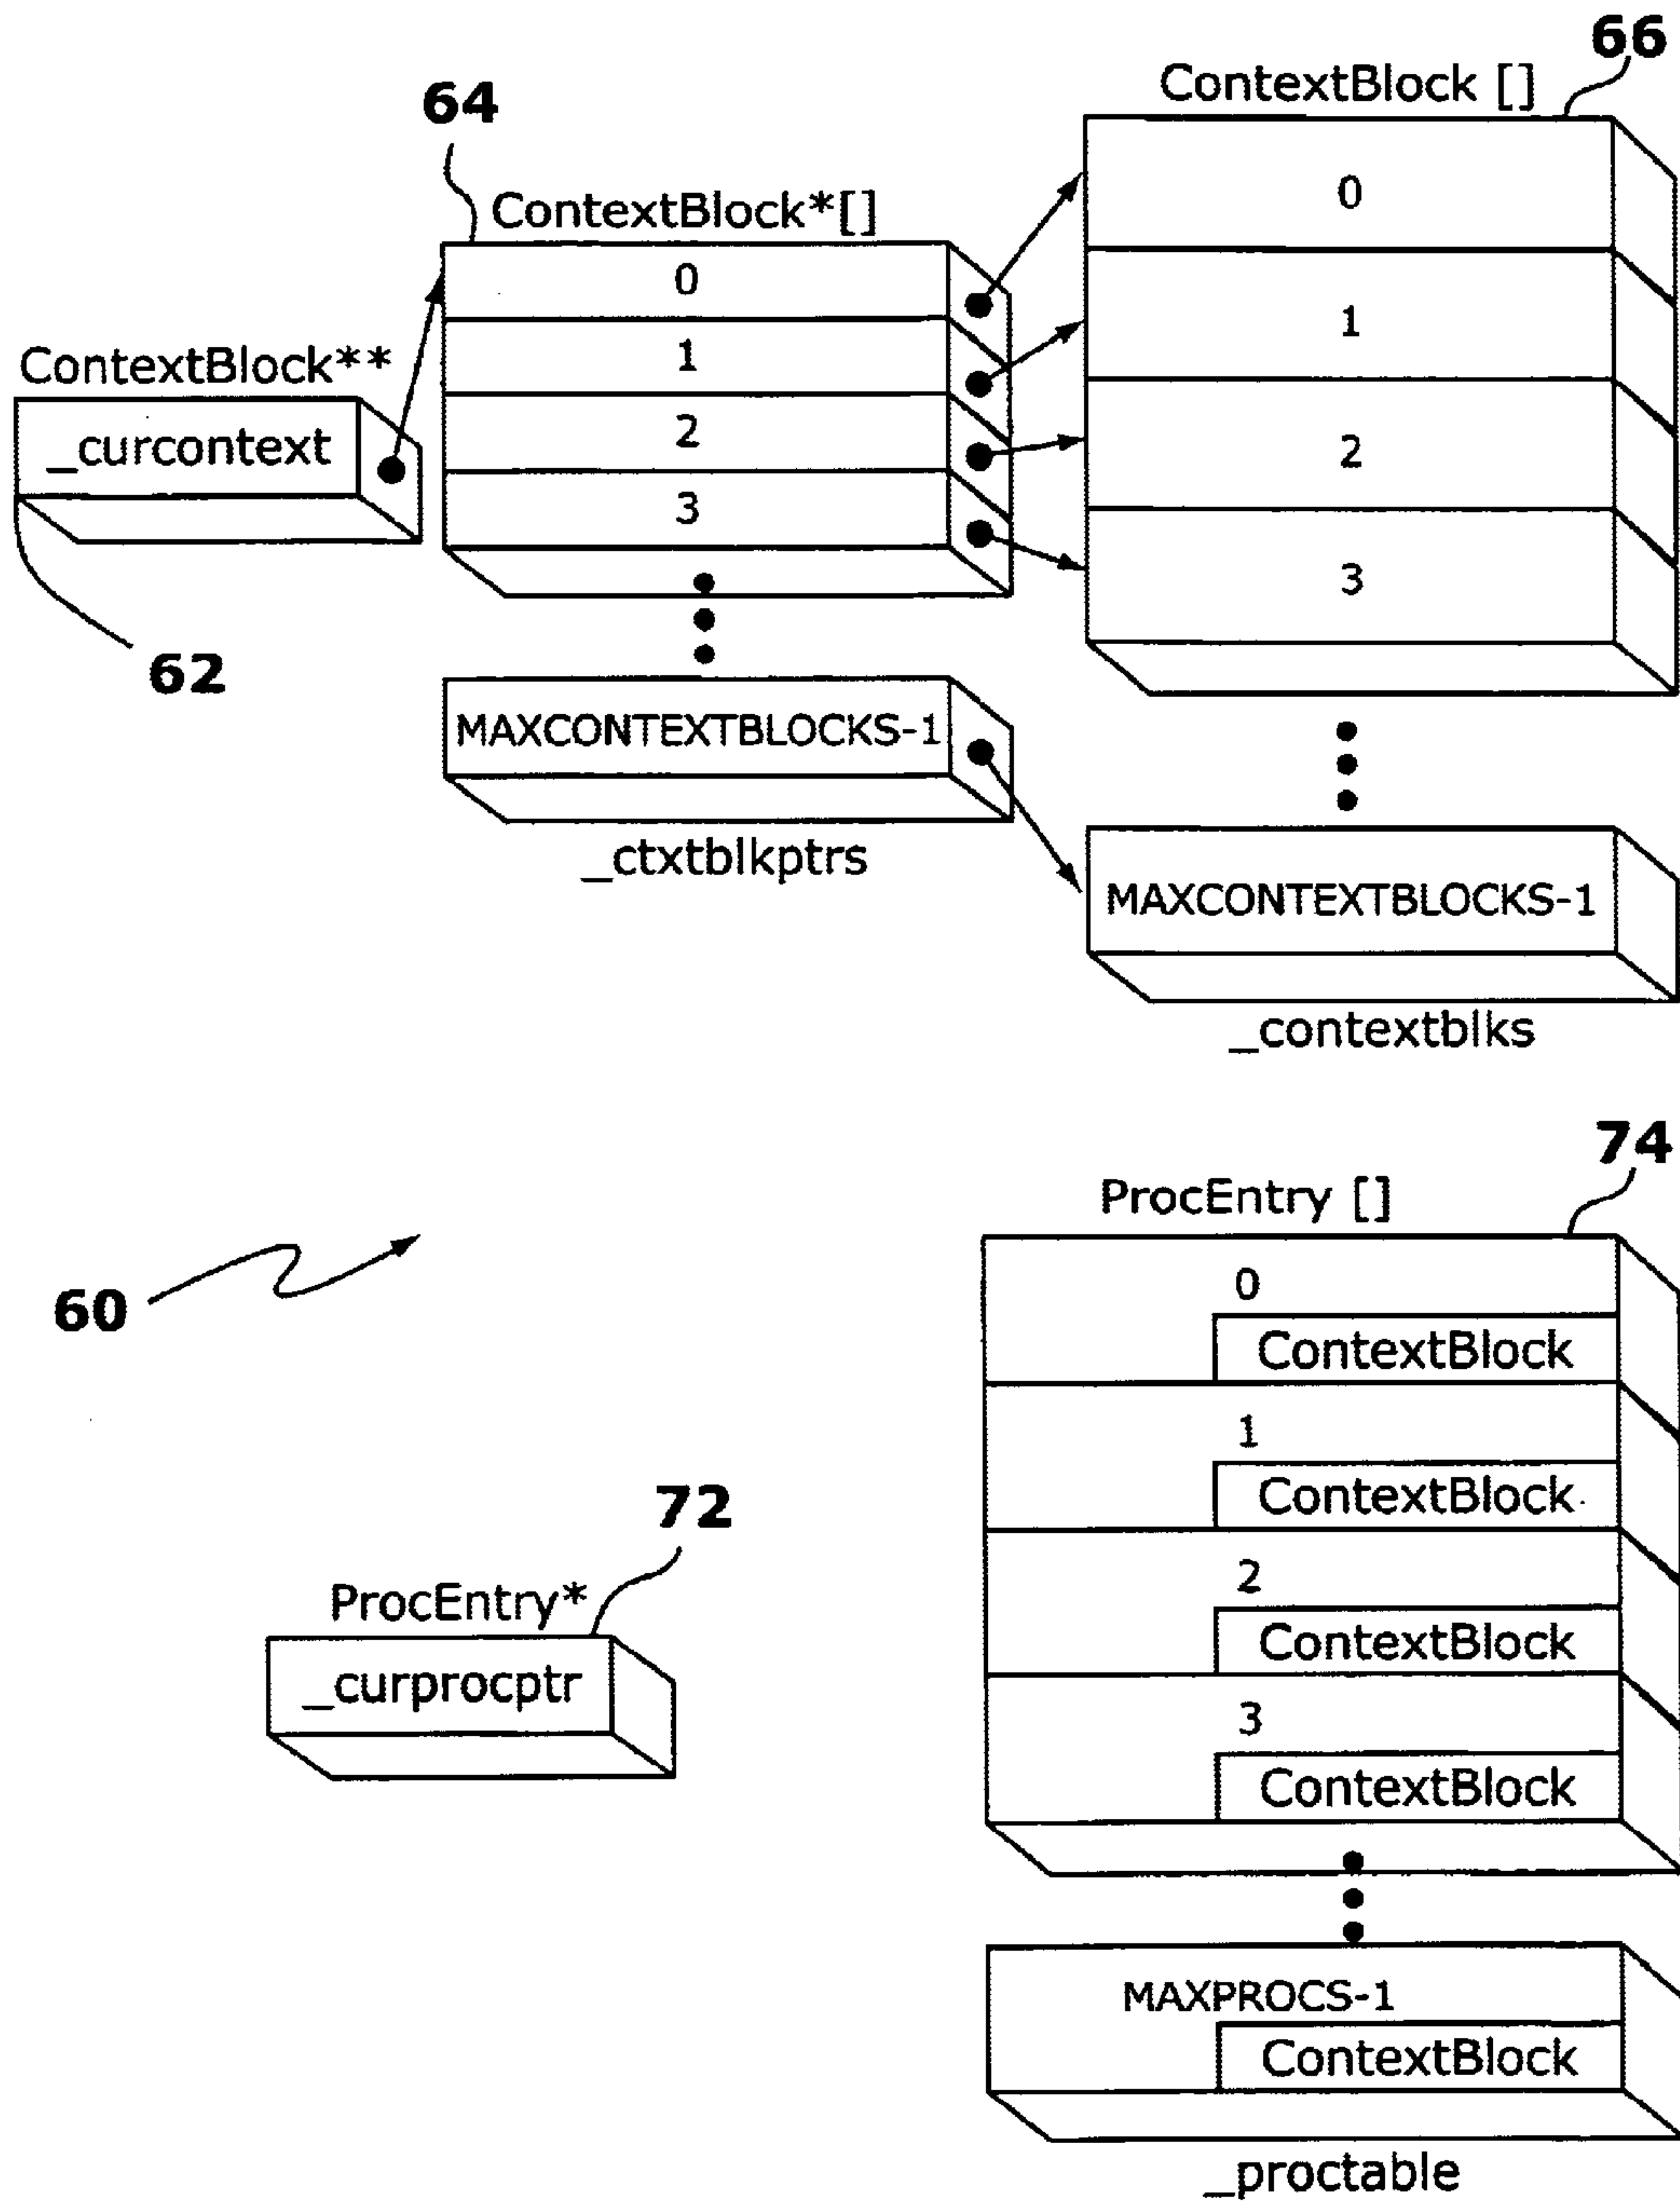 66
ContextBlock []
64
0
ContextBlock*[]
0
1
ContextBlock**
1
_curcontext
2
2
3
3
62
MAXCONTEXTBLOCKS-1
_ctxtblkptrs
MAXCONTEXTBLOCKS-1
_contextblks
74
ProcEntry []
60
0
ContextBlock
1
ContextBlock
72
2
ProcEntry*
ContextBlock
_curprocptr
3
ContextBlock
MAXPROCS-1
ContextBlock
_proctable